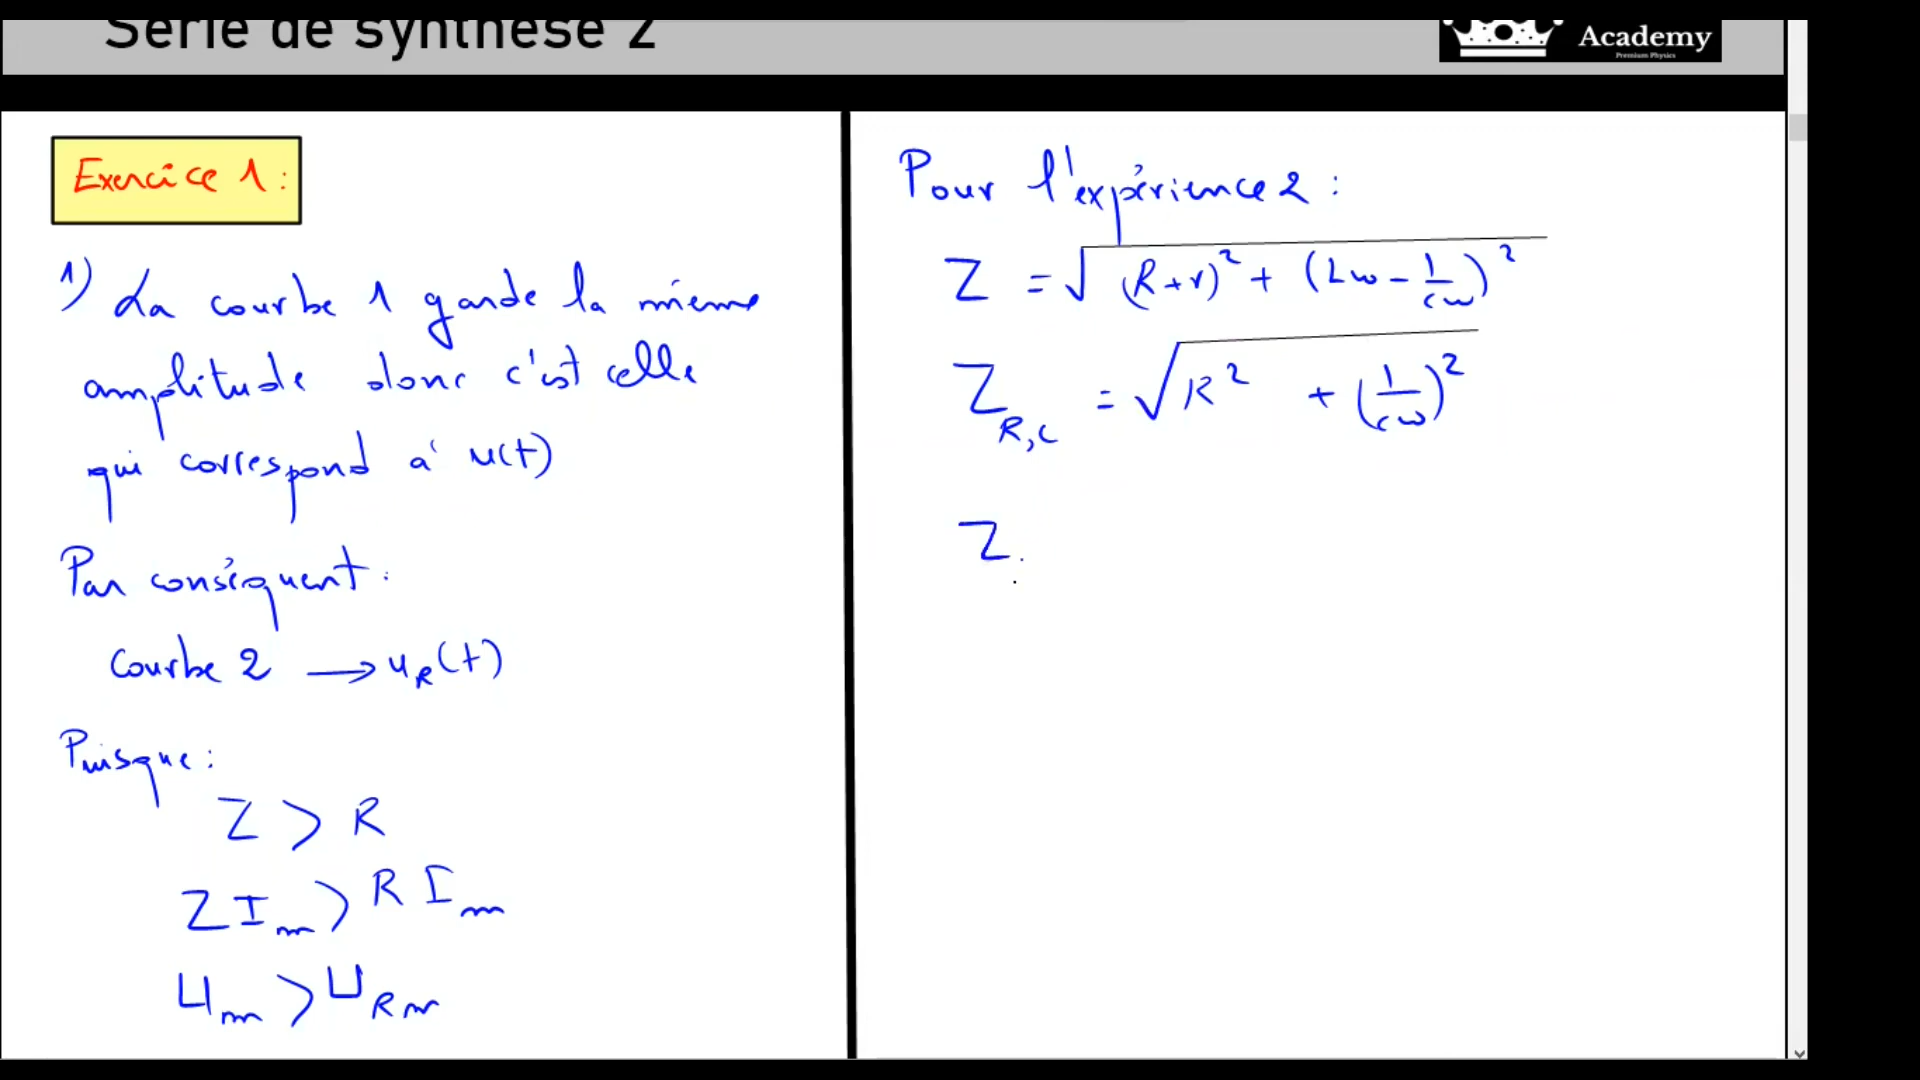 Série de synthèse 2
Academy
Premium Physics
Exercice 1 :
1) La courbe 1 garde la même
amplitude donc c'est celle
qui correspond à u(t)
Par conséquent :
Courbe 2 → u_R(t)
Puisque :
Z > R
Z I_m > R I_m
U_m > U_Rm
Pour l'expérience 2 :
Z = √((R+r)² + (Lω - 1/(cω))²)
Z_R,C = √(R² + (1/(cω))²)
Z